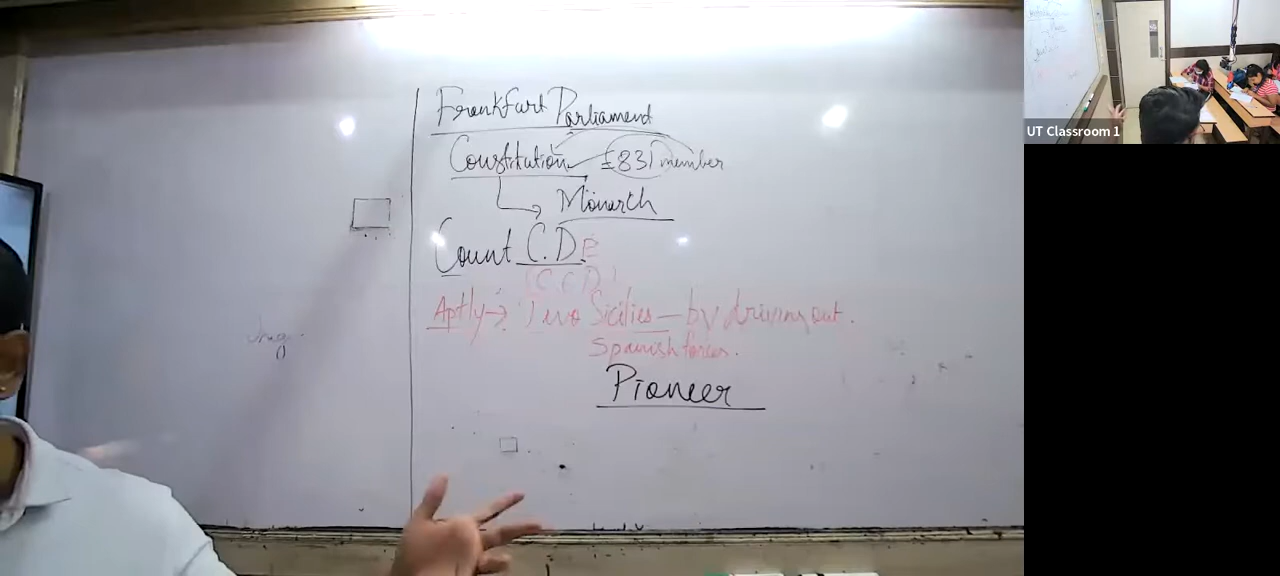 Frankfurt Parliament
Constitution 831 member
Monarch
Count C.D.E
(C.C.D)
Aptly → Two Sicilies — by driving out.
Spanish forces.
Pioneer
UT Classroom 1